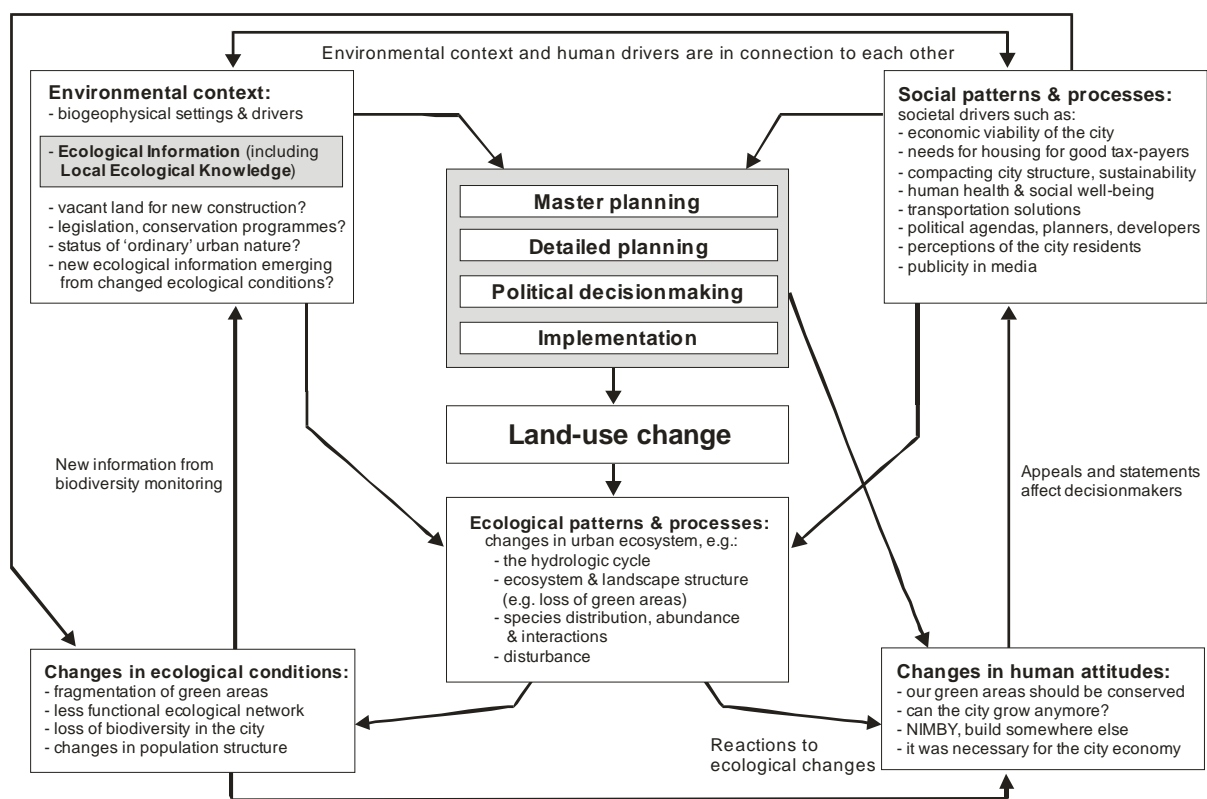 Environmental context and human drivers are in connection to each other
Environmental context:
- biogeophysical settings & drivers
- Ecological Information (including
Local Ecological Knowledge)
- vacant land for new construction?
- legislation, conservation programmes?
- status of ‘ordinary’ urban nature?
- new ecological information emerging
from changed ecological conditions?
Master planning
Detailed planning
Political decisionmaking
Implementation
Social patterns & processes:
societal drivers such as:
- economic viability of the city
- needs for housing for good tax-payers
- compacting city structure, sustainability
- human health & social well-being
- transportation solutions
- political agendas, planners, developers
- perceptions of the city residents
- publicity in media
Land-use change
New information from
biodiversity monitoring
Appeals and statements
affect decisionmakers
Ecological patterns & processes:
changes in urban ecosystem, e.g.:
- the hydrologic cycle
- ecosystem & landscape structure
(e.g. loss of green areas)
- species distribution, abundance
& interactions
- disturbance
Changes in ecological conditions:
- fragmentation of green areas
- less functional ecological network
- loss of biodiversity in the city
- changes in population structure
Changes in human attitudes:
- our green areas should be conserved
- can the city grow anymore?
- NIMBY, build somewhere else
- it was necessary for the city economy
Reactions to
ecological changes